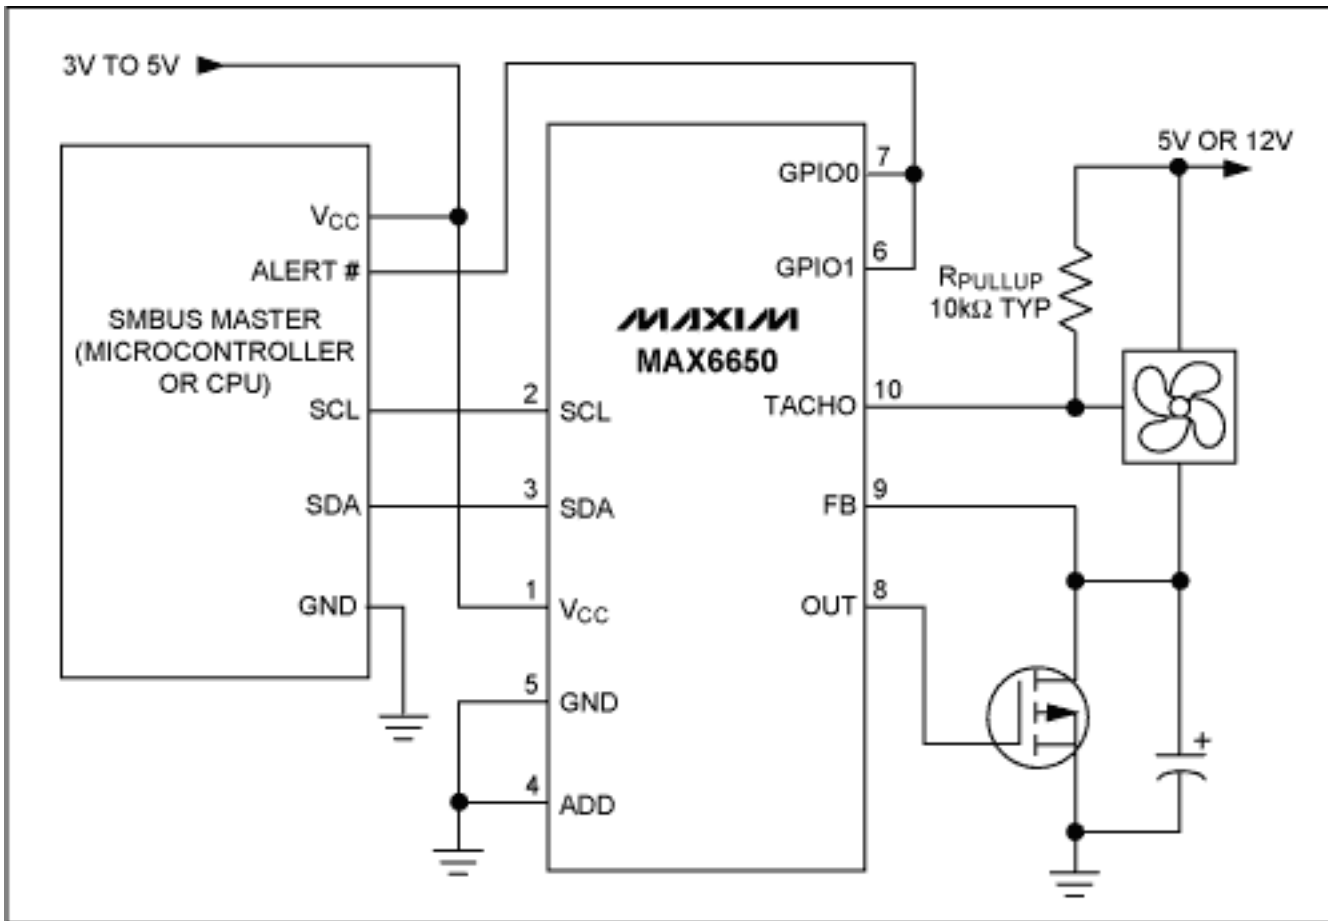 3V TO 5V
5V OR 12V
VCC
ALERT #
SMBUS MASTER
(MICROCONTROLLER
OR CPU)
SCL
SDA
GND
2
3
1
5
4
SCL
SDA
VCC
GND
ADD
MAXIM
MAX6650
GPIO0
GPIO1
TACHO
FB
OUT
7
6
10
9
8
RPULLUP
10kΩ TYP
+